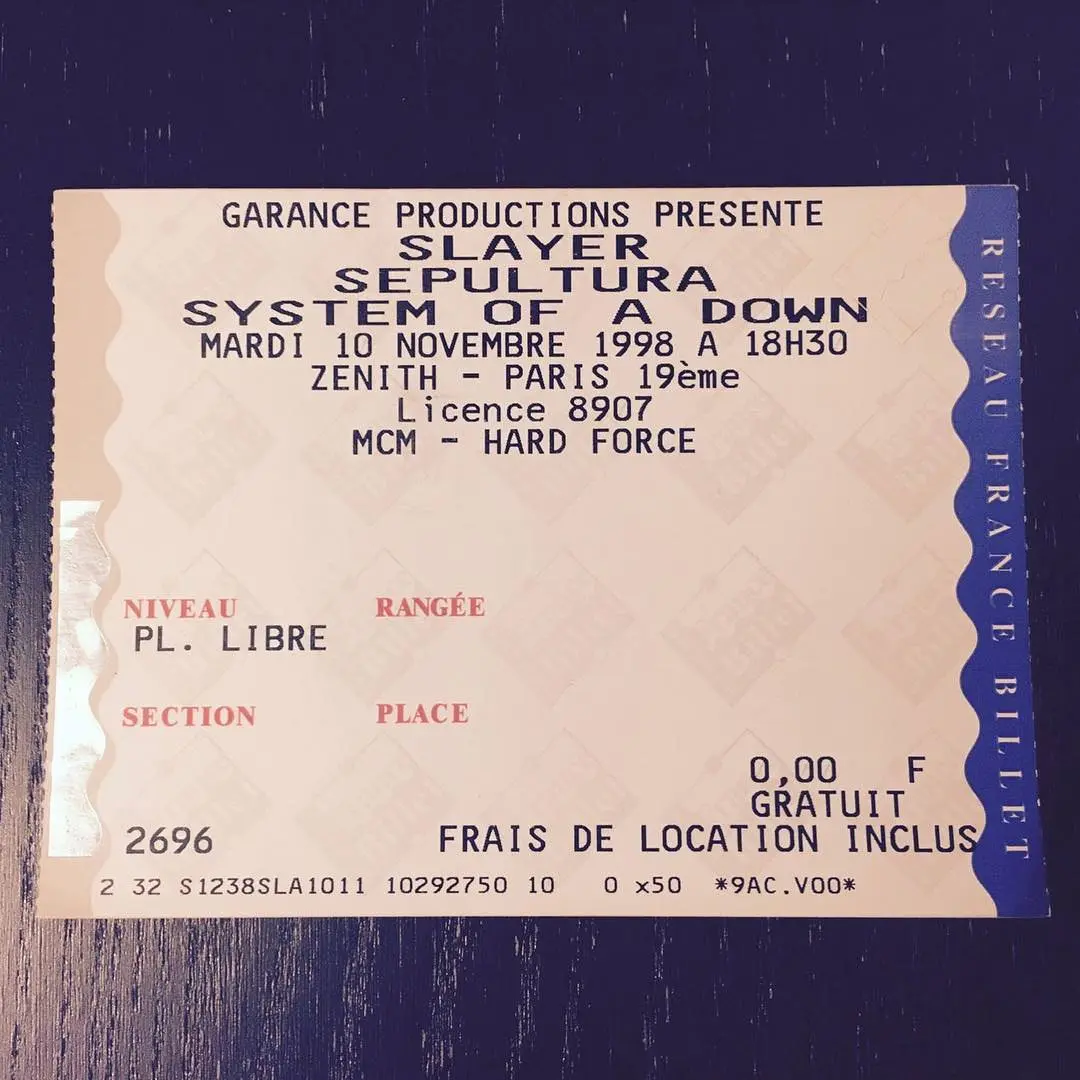 GARANCE PRODUCTIONS PRESENTE
SLAYER
SEPULTURA
SYSTEM OF A DOWN
MARDI 10 NOVEMBRE 1998 A 18H30
ZENITH - PARIS 19ème
Licence 8907
MCM - HARD FORCE
NIVEAU RANGÉE
PL. LIBRE
SECTION PLACE
0,00 F
GRATUIT
2696 FRAIS DE LOCATION INCLUS
2 32 S1238SLA1011 10292750 10 0 x50 *9AC.V00*
RESEAU FRANCE BILLET